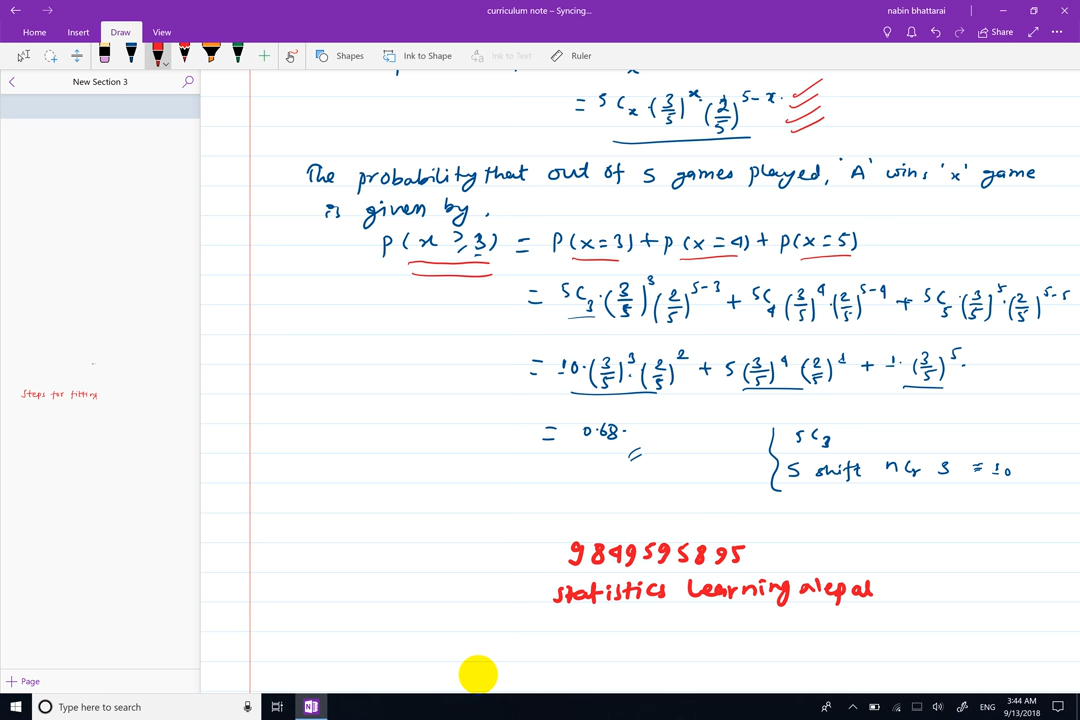 curriculum note – Syncing...
nabin bhattarai
Home Insert Draw View
Share
Shapes Ink to Shape Ink to Text Ruler
New Section 3
= 5Cx · (3/5)^x · (2/5)^5-x.
The probability that out of 5 games played, 'A' wins 'x' game
is given by,
P(x ≥ 3) = P(x=3) + P(x=4) + P(x=5)
= 5C3 · (3/5)^3 (2/5)^5-3 + 5C4 (3/5)^4 · (2/5)^5-4 + 5C5 · (3/5)^5 · (2/5)^5-5
= 10 · (3/5)^3 · (2/5)^2 + 5 (3/5)^4 (2/5)^1 + 1 · (3/5)^5.
Steps for fitting
= 0.68.
5C3
5 shift nCr 3 = 10
9849595895
statistics learning nepal
+ Page
Type here to search
ENG
3:44 AM
9/13/2018